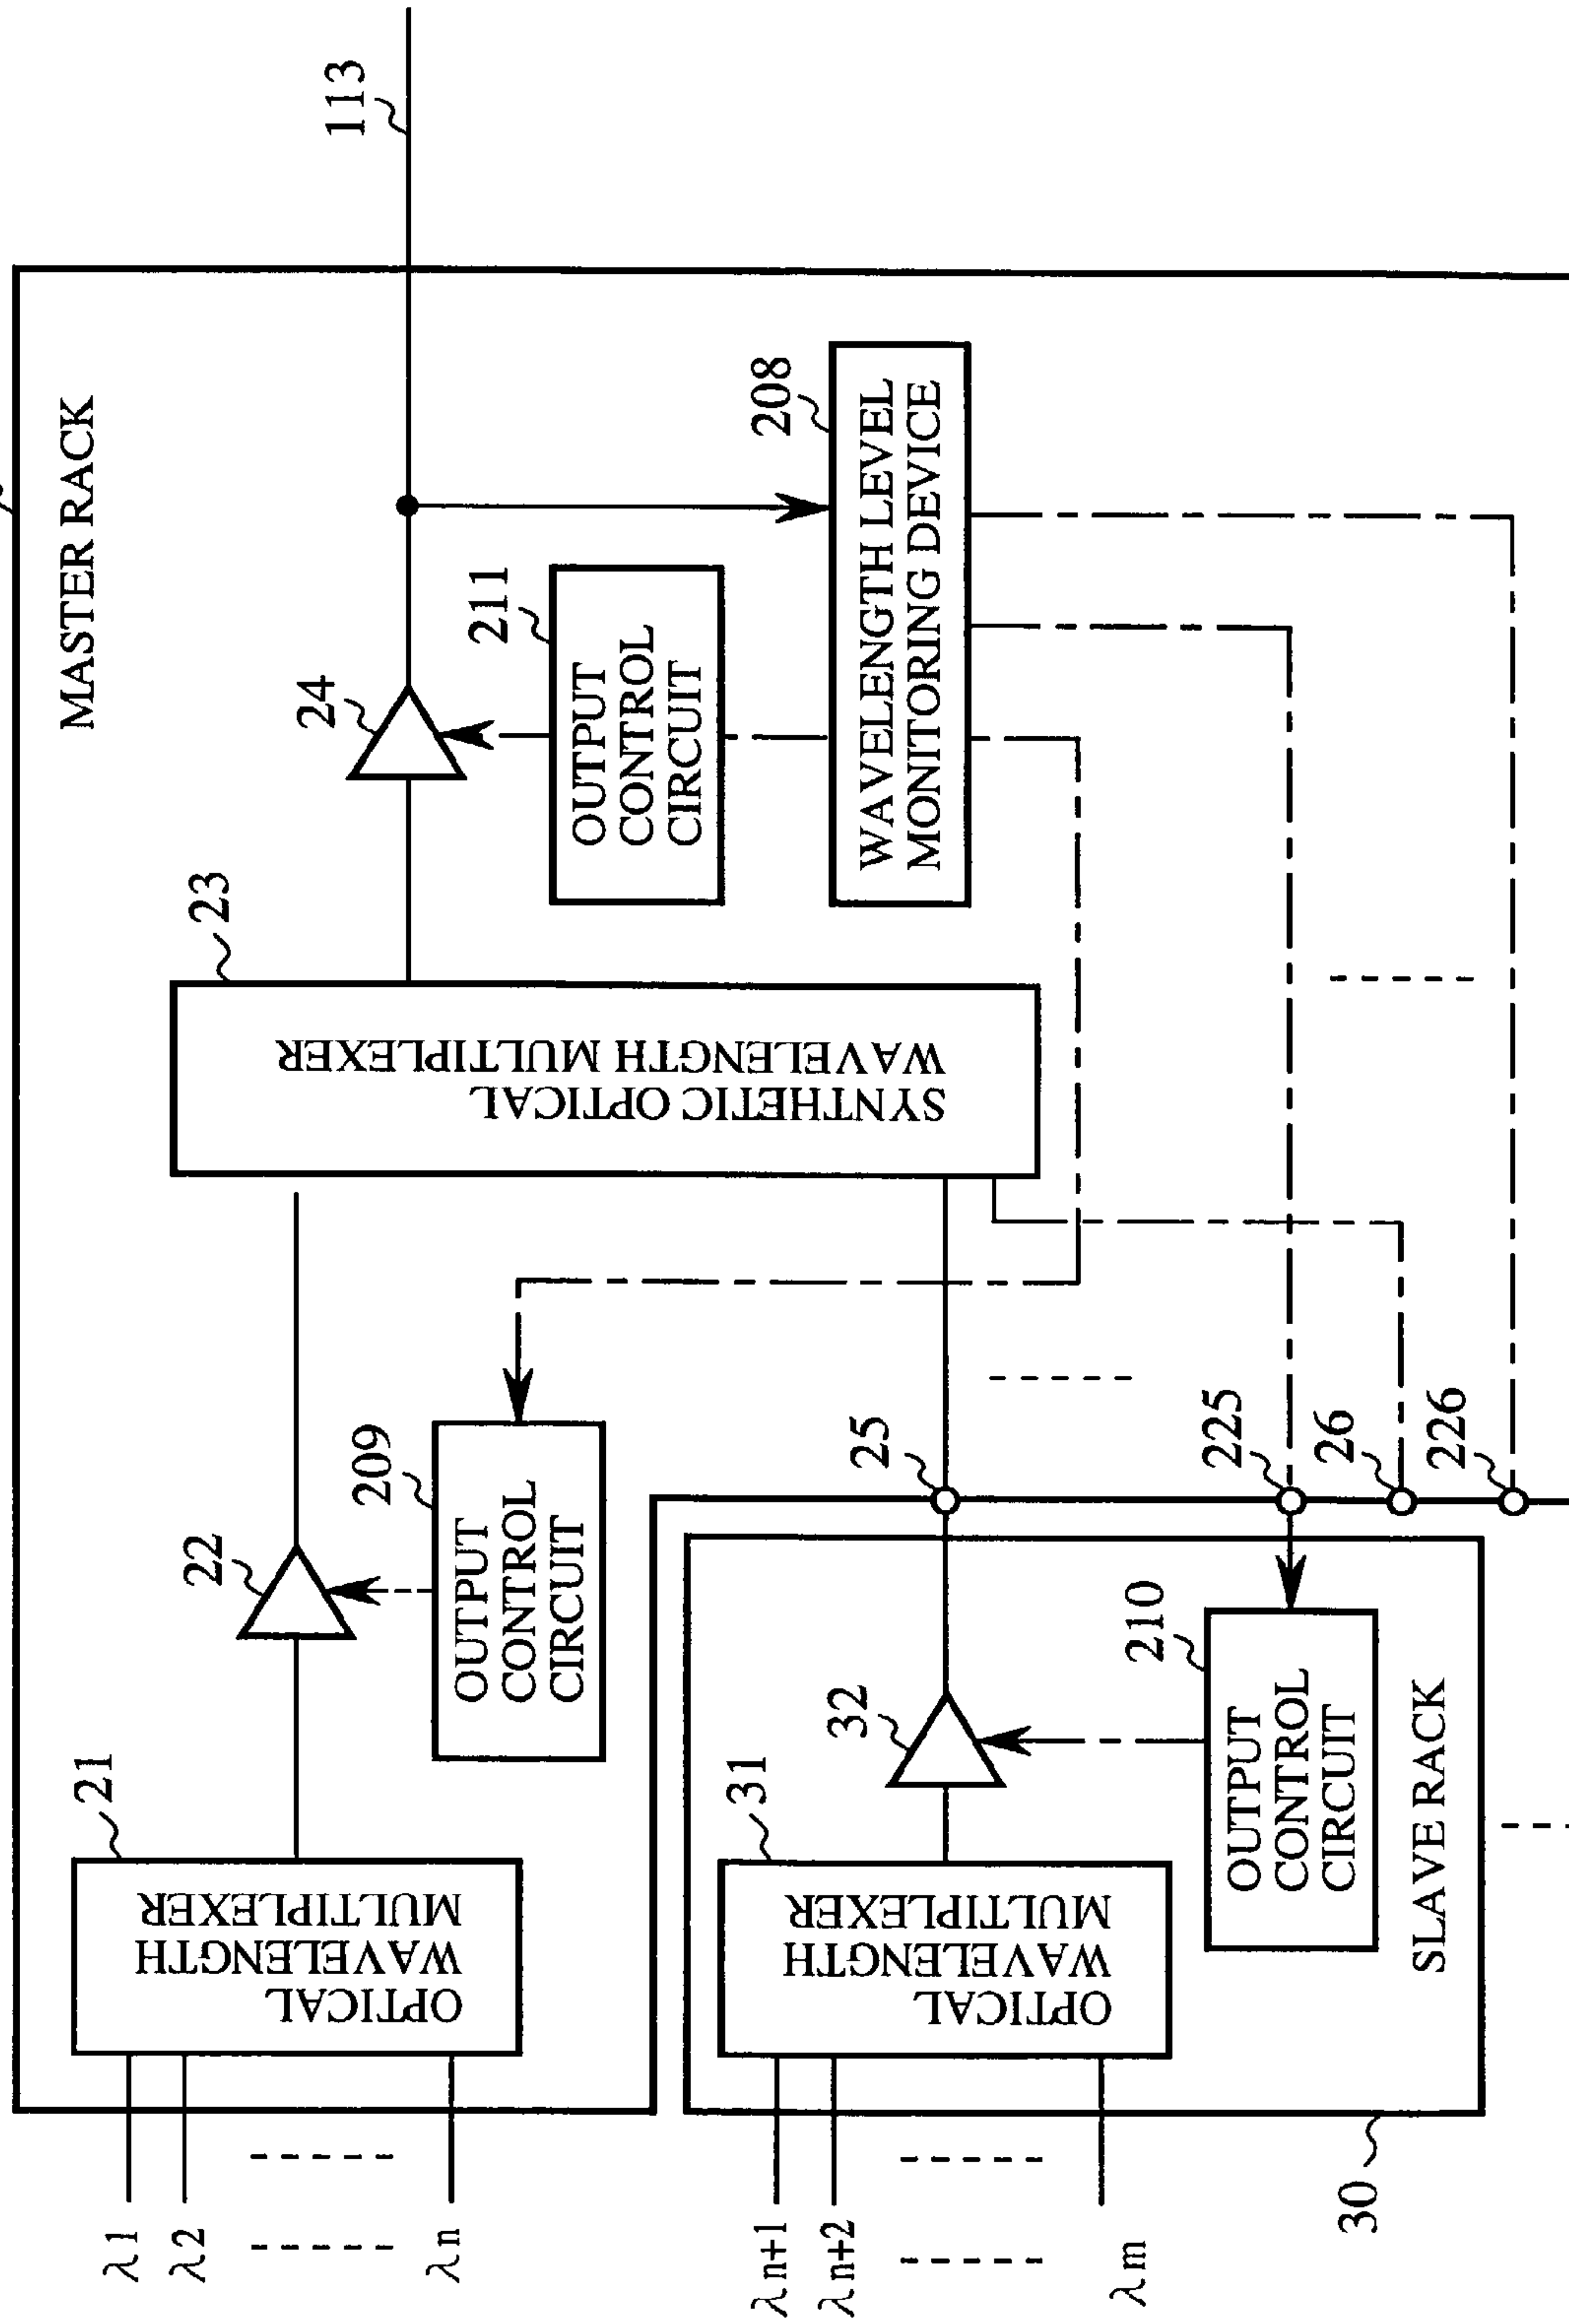 MASTER RACK
113
λ1
λ2
λn
21
OPTICAL
WAVELENGTH
MULTIPLEXER
22
209
OUTPUT
CONTROL
CIRCUIT
23
SYNTHETIC OPTICAL
WAVELENGTH MULTIPLEXER
24
211
OUTPUT
CONTROL
CIRCUIT
208
WAVELENGTH LEVEL
MONITORING DEVICE
λn+1
λn+2
λm
30
31
OPTICAL
WAVELENGTH
MULTIPLEXER
32
210
OUTPUT
CONTROL
CIRCUIT
SLAVE RACK
25
225
26
226